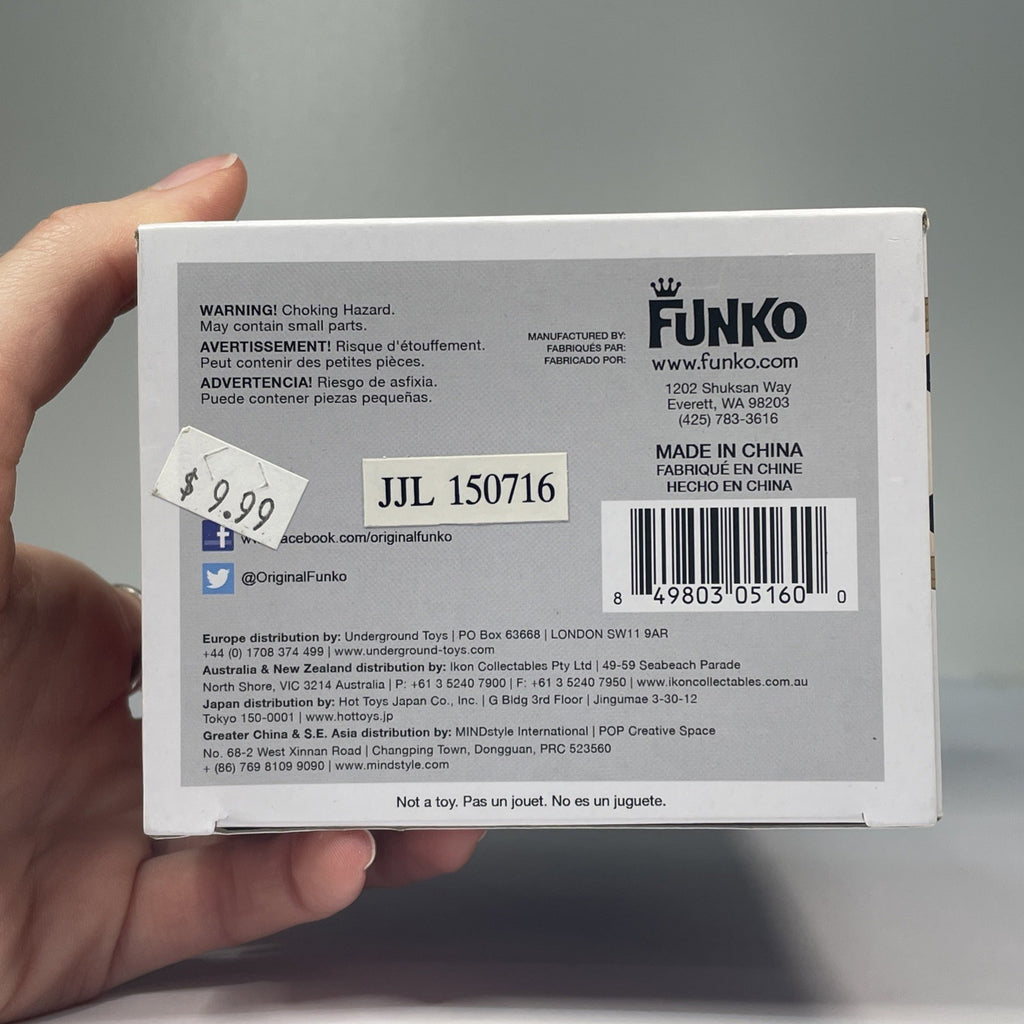 WARNING! Choking Hazard.
May contain small parts.
AVERTISSEMENT! Risque d'étouffement.
Peut contenir des petites pièces.
ADVERTENCIA! Riesgo de asfixia.
Puede contener piezas pequeñas.
MANUFACTURED BY:
FABRIQUÉS PAR:
FABRICADO POR:
FUNKO
www.funko.com
1202 Shuksan Way
Everett, WA 98203
(425) 783-3616
MADE IN CHINA
FABRIQUÉ EN CHINE
HECHO EN CHINA
$ 9.99
JJL 150716
f
acebook.com/originalfunko
@OriginalFunko
8 49803 05160 0
Europe distribution by: Underground Toys | PO Box 63668 | LONDON SW11 9AR
+44 (0) 1708 374 499 | www.underground-toys.com
Australia & New Zealand distribution by: Ikon Collectables Pty Ltd | 49-59 Seabeach Parade
North Shore, VIC 3214 Australia | P: +61 3 5240 7900 | F: +61 3 5240 7950 | www.ikoncollectables.com.au
Japan distribution by: Hot Toys Japan Co., Inc. | G Bldg 3rd Floor | Jingumae 3-30-12
Tokyo 150-0001 | www.hottoys.jp
Greater China & S.E. Asia distribution by: MINDstyle International | POP Creative Space
No. 68-2 West Xinnan Road | Changping Town, Dongguan, PRC 523560
+ (86) 769 8109 9090 | www.mindstyle.com
Not a toy. Pas un jouet. No es un juguete.